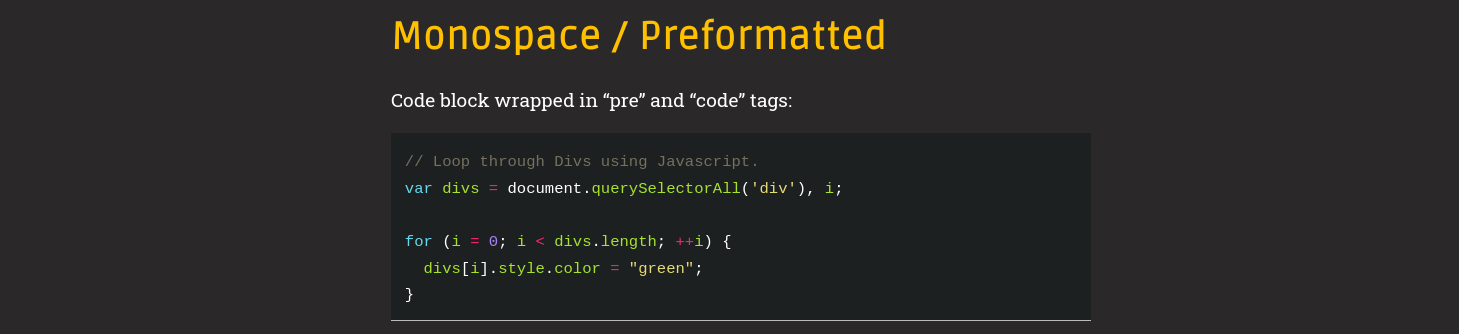 Monospace / Preformatted
Code block wrapped in “pre” and “code” tags:
// Loop through Divs using Javascript.
var divs = document.querySelectorAll('div'), i;
for (i = 0; i < divs.length; ++i) {
  divs[i].style.color = "green";
}